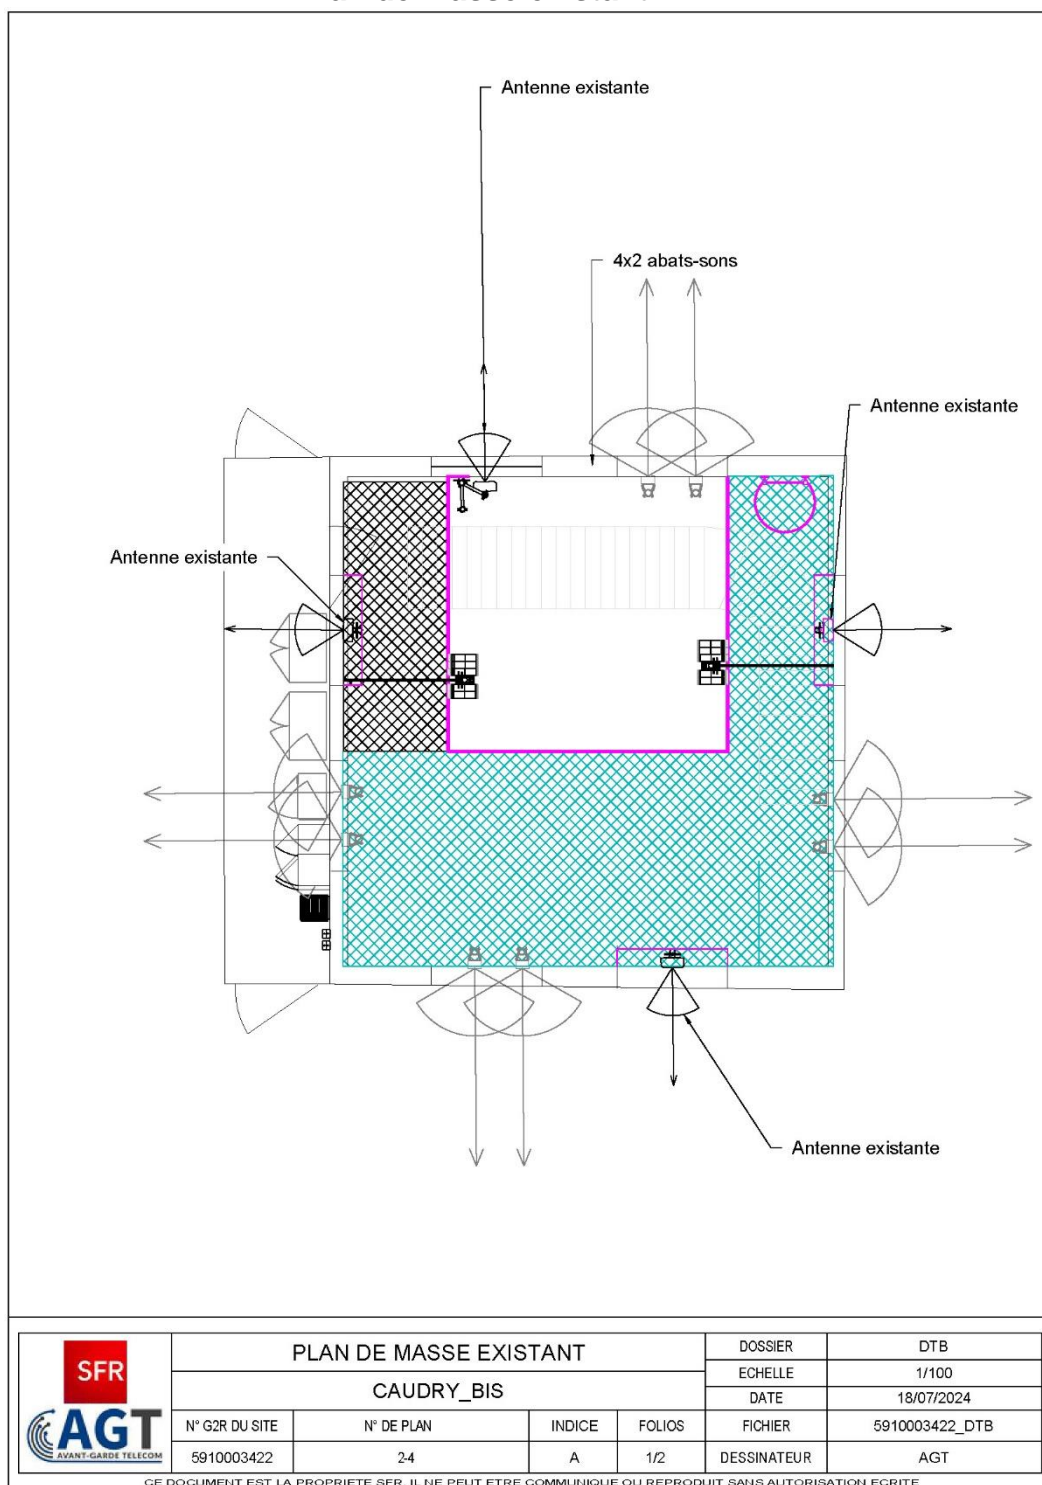 Antenne existante
4x2 abats-sons
Antenne existante
Antenne existante
Antenne existante
SFR
AGT
AVANT-GARDE TELECOM
PLAN DE MASSE EXISTANT
CAUDRY_BIS
DOSSIER DTB
ECHELLE 1/100
DATE 18/07/2024
N° G2R DU SITE N° DE PLAN INDICE FOLIOS FICHIER 5910003422_DTB
5910003422 2-4 A 1/2 DESSINATEUR AGT
CE DOCUMENT EST LA PROPRIETE SFR. IL NE PEUT ETRE COMMUNIQUE OU REPRODUIT SANS AUTORISATION ECRITE